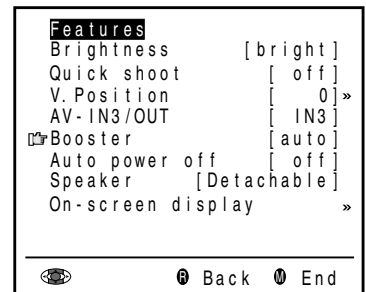 Features
Brightness [bright]
Quick shoot [ off]
V.Position [ 0]»
AV-IN3/OUT [ IN3]
Booster [auto]
Auto power off [ off]
Speaker [Detachable]
On-screen display »
R Back M End